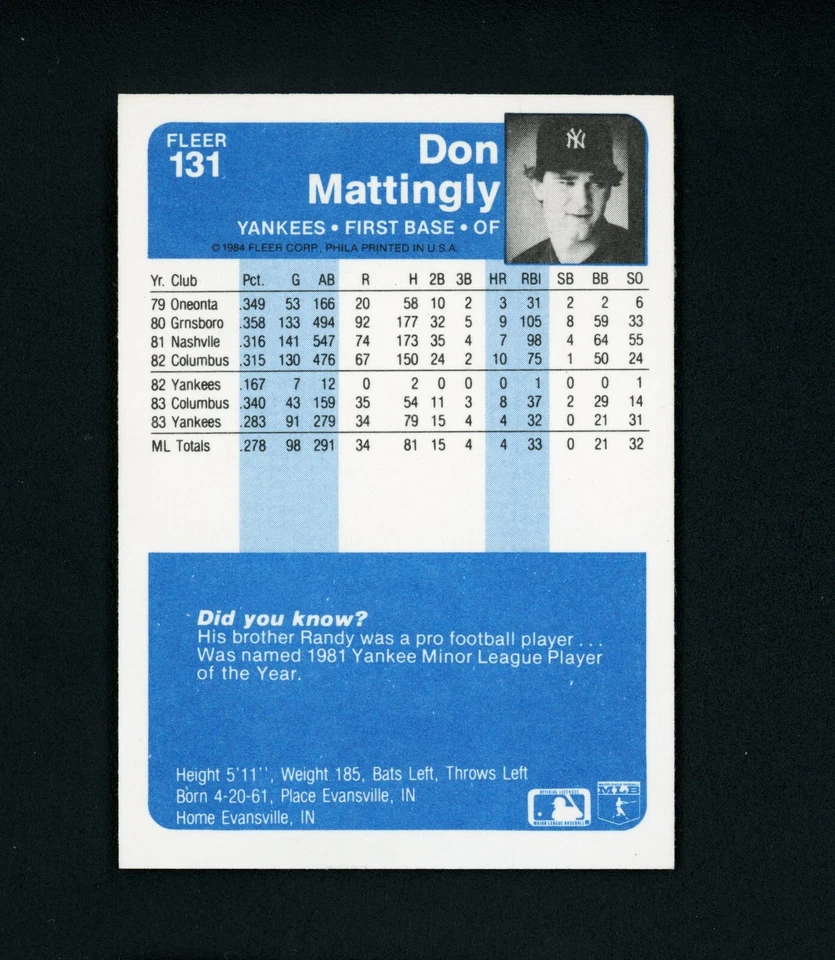 FLEER
131
Don
Mattingly
YANKEES • FIRST BASE • OF
© 1984 FLEER CORP., PHILA PRINTED IN U.S.A.
NY
Yr. Club Pct. G AB R H 2B 3B HR RBI SB BB SO
79 Oneonta .349 53 166 20 58 10 2 3 31 2 2 6
80 Grnsboro .358 133 494 92 177 32 5 9 105 8 59 33
81 Nashvlle .316 141 547 74 173 35 4 7 98 4 64 55
82 Columbus .315 130 476 67 150 24 2 10 75 1 50 24
82 Yankees .167 7 12 0 2 0 0 0 1 0 0 1
83 Columbus .340 43 159 35 54 11 3 8 37 2 29 14
83 Yankees .283 91 279 34 79 15 4 4 32 0 21 31
ML Totals .278 98 291 34 81 15 4 4 33 0 21 32
Did you know?
His brother Randy was a pro football player ...
Was named 1981 Yankee Minor League Player
of the Year.
Height 5'11'', Weight 185, Bats Left, Throws Left
Born 4-20-61, Place Evansville, IN
Home Evansville, IN
OFFICIAL LICENSEE
MAJOR LEAGUE BASEBALL
MLB